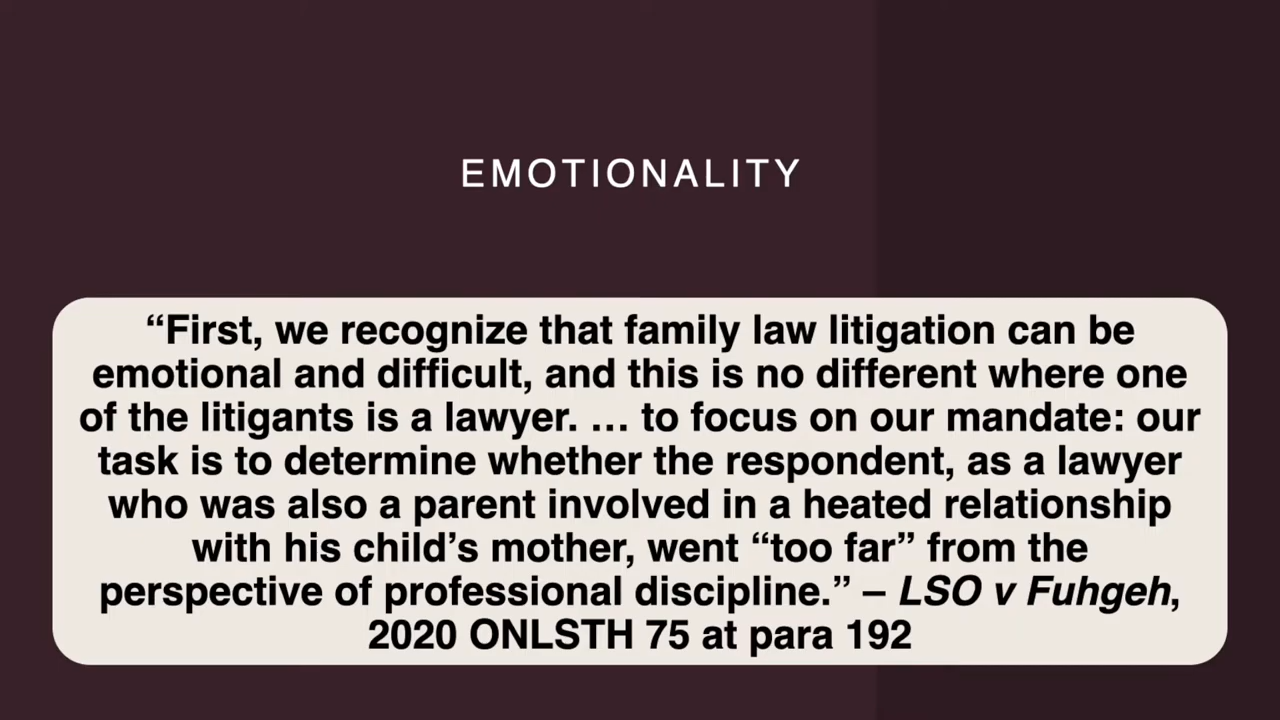 EMOTIONALITY
“First, we recognize that family law litigation can be
emotional and difficult, and this is no different where one
of the litigants is a lawyer. … to focus on our mandate: our
task is to determine whether the respondent, as a lawyer
who was also a parent involved in a heated relationship
with his child’s mother, went “too far” from the
perspective of professional discipline.” – LSO v Fuhgeh,
2020 ONLSTH 75 at para 192